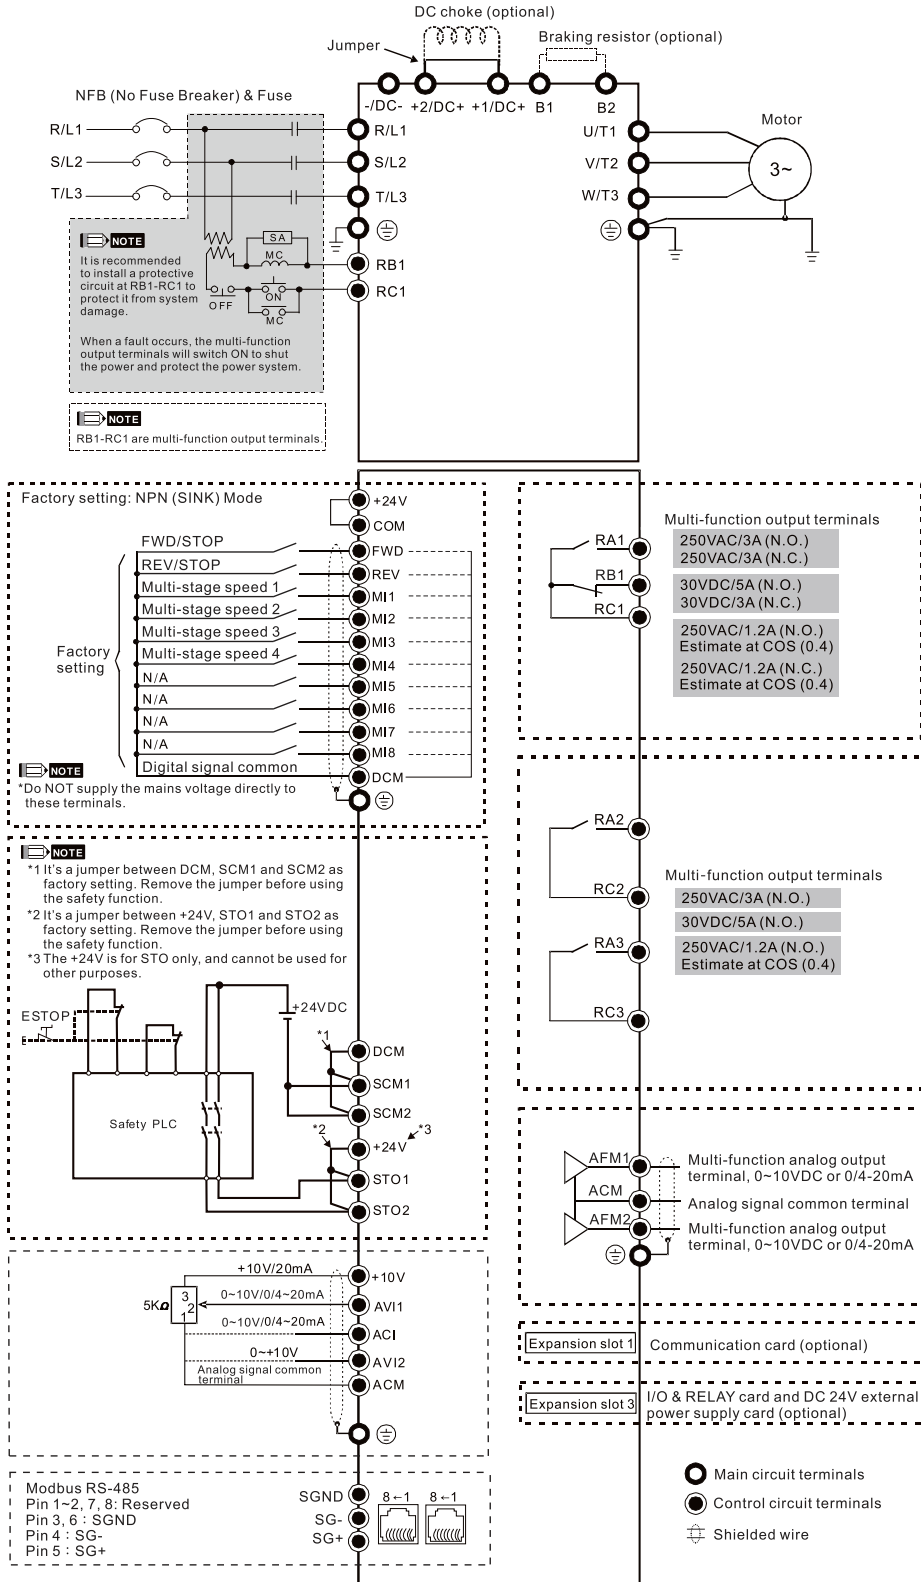 DC choke (optional)
Jumper
Braking resistor (optional)
NFB (No Fuse Breaker) & Fuse
-/DC-
+2/DC+
+1/DC+
B1
B2
R/L1
R/L1
U/T1
Motor
S/L2
S/L2
V/T2
3~
T/L3
T/L3
W/T3
NOTE
It is recommended
to install a protective
circuit at RB1-RC1 to
protect it from system
damage.
SA
MC
RB1
OFF
ON
RC1
MC
When a fault occurs, the multi-function
output terminals will switch ON to shut
the power and protect the power system.
NOTE
RB1-RC1 are multi-function output terminals.
Factory setting: NPN (SINK) Mode
+24V
COM
FWD/STOP
FWD
REV/STOP
REV
Multi-stage speed 1
MI1
Multi-stage speed 2
MI2
Multi-stage speed 3
MI3
Multi-stage speed 4
MI4
Factory
setting
N/A
MI5
N/A
MI6
N/A
MI7
N/A
MI8
Digital signal common
DCM
NOTE
*Do NOT supply the mains voltage directly to
these terminals.
RA1
RB1
RC1
Multi-function output terminals
250VAC/3A (N.O.)
250VAC/3A (N.C.)
30VDC/5A (N.O.)
30VDC/3A (N.C.)
250VAC/1.2A (N.O.)
Estimate at COS (0.4)
250VAC/1.2A (N.C.)
Estimate at COS (0.4)
NOTE
*1 It's a jumper between DCM, SCM1 and SCM2 as
factory setting. Remove the jumper before using
the safety function.
*2 It's a jumper between +24V, STO1 and STO2 as
factory setting. Remove the jumper before using
the safety function.
*3 The +24V is for STO only, and cannot be used for
other purposes.
ESTOP
+24VDC
*1
DCM
SCM1
SCM2
Safety PLC
*2
+24V
*3
STO1
STO2
RA2
RC2
RA3
RC3
Multi-function output terminals
250VAC/3A (N.O.)
30VDC/5A (N.O.)
250VAC/1.2A (N.O.)
Estimate at COS (0.4)
AFM1
Multi-function analog output
terminal, 0~10VDC or 0/4-20mA
ACM
Analog signal common terminal
AFM2
Multi-function analog output
terminal, 0~10VDC or 0/4-20mA
+10V/20mA
+10V
5KΩ
3
2
1
0~10V/0/4~20mA
AVI1
0~10V/0/4~20mA
ACI
0~+10V
AVI2
Analog signal common
terminal
ACM
Expansion slot 1
Communication card (optional)
Expansion slot 3
I/O & RELAY card and DC 24V external
power supply card (optional)
Modbus RS-485
Pin 1~2, 7, 8: Reserved
Pin 3, 6 : SGND
Pin 4 : SG-
Pin 5 : SG+
SGND
SG-
SG+
8←1
8←1
Main circuit terminals
Control circuit terminals
Shielded wire